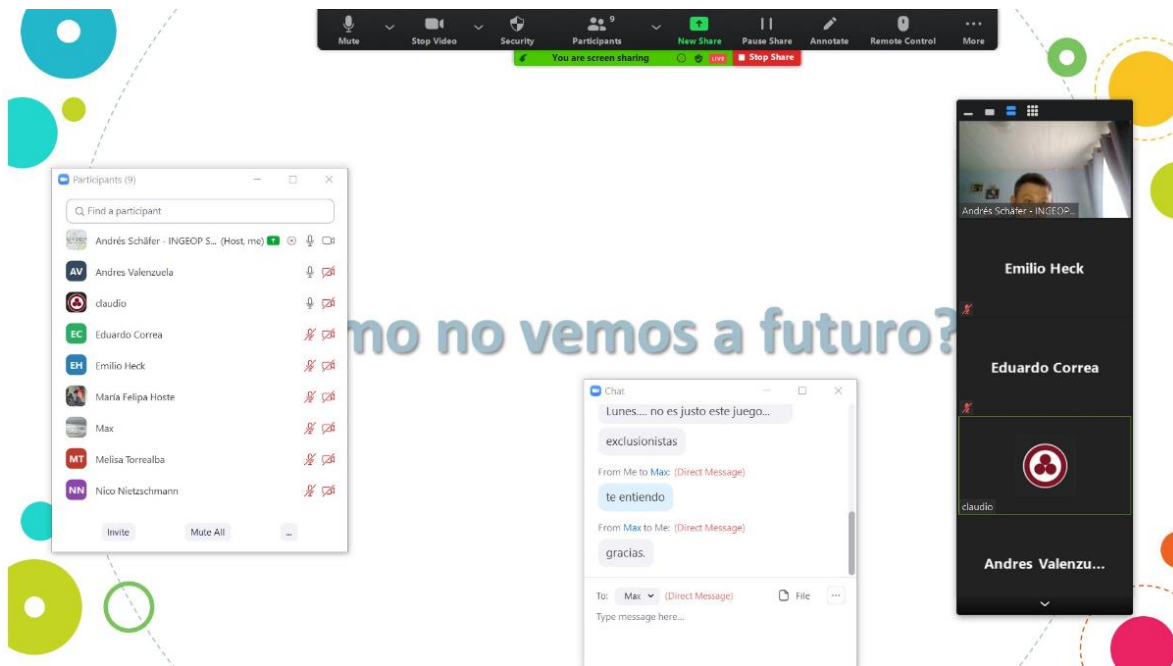 9
Mute
Stop Video
Security
Participants
New Share
Pause Share
Annotate
Remote Control
More
You are screen sharing
LIVE
Stop Share
Participants (9)
Find a participant
Andrés Schäfer - INGEOP S... (Host, me)
AV Andres Valenzuela
claudio
EC Eduardo Correa
EH Emilio Heck
María Felipa Hoste
Max
MT Melisa Torrealba
NN Nico Nietzschmann
Invite Mute All ...
mo no vemos a futuro?
Chat
Lunes.... no es justo este juego...
exclusionistas
From Me to Max: (Direct Message)
te entiendo
From Max to Me: (Direct Message)
gracias.
To: Max (Direct Message) File ...
Type message here...
Andrés Schäfer - INGEOP...
Emilio Heck
Eduardo Correa
claudio
Andres Valenzu...